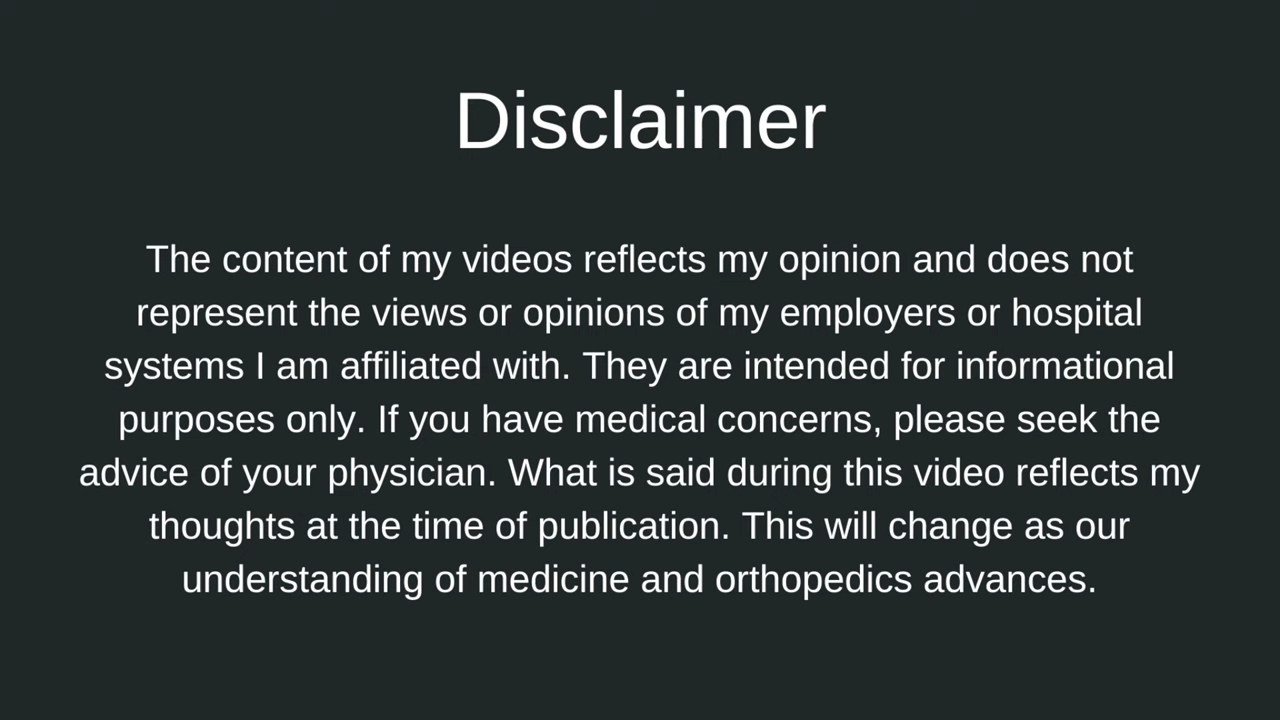 Disclaimer
The content of my videos reflects my opinion and does not
represent the views or opinions of my employers or hospital
systems I am affiliated with. They are intended for informational
purposes only. If you have medical concerns, please seek the
advice of your physician. What is said during this video reflects my
thoughts at the time of publication. This will change as our
understanding of medicine and orthopedics advances.